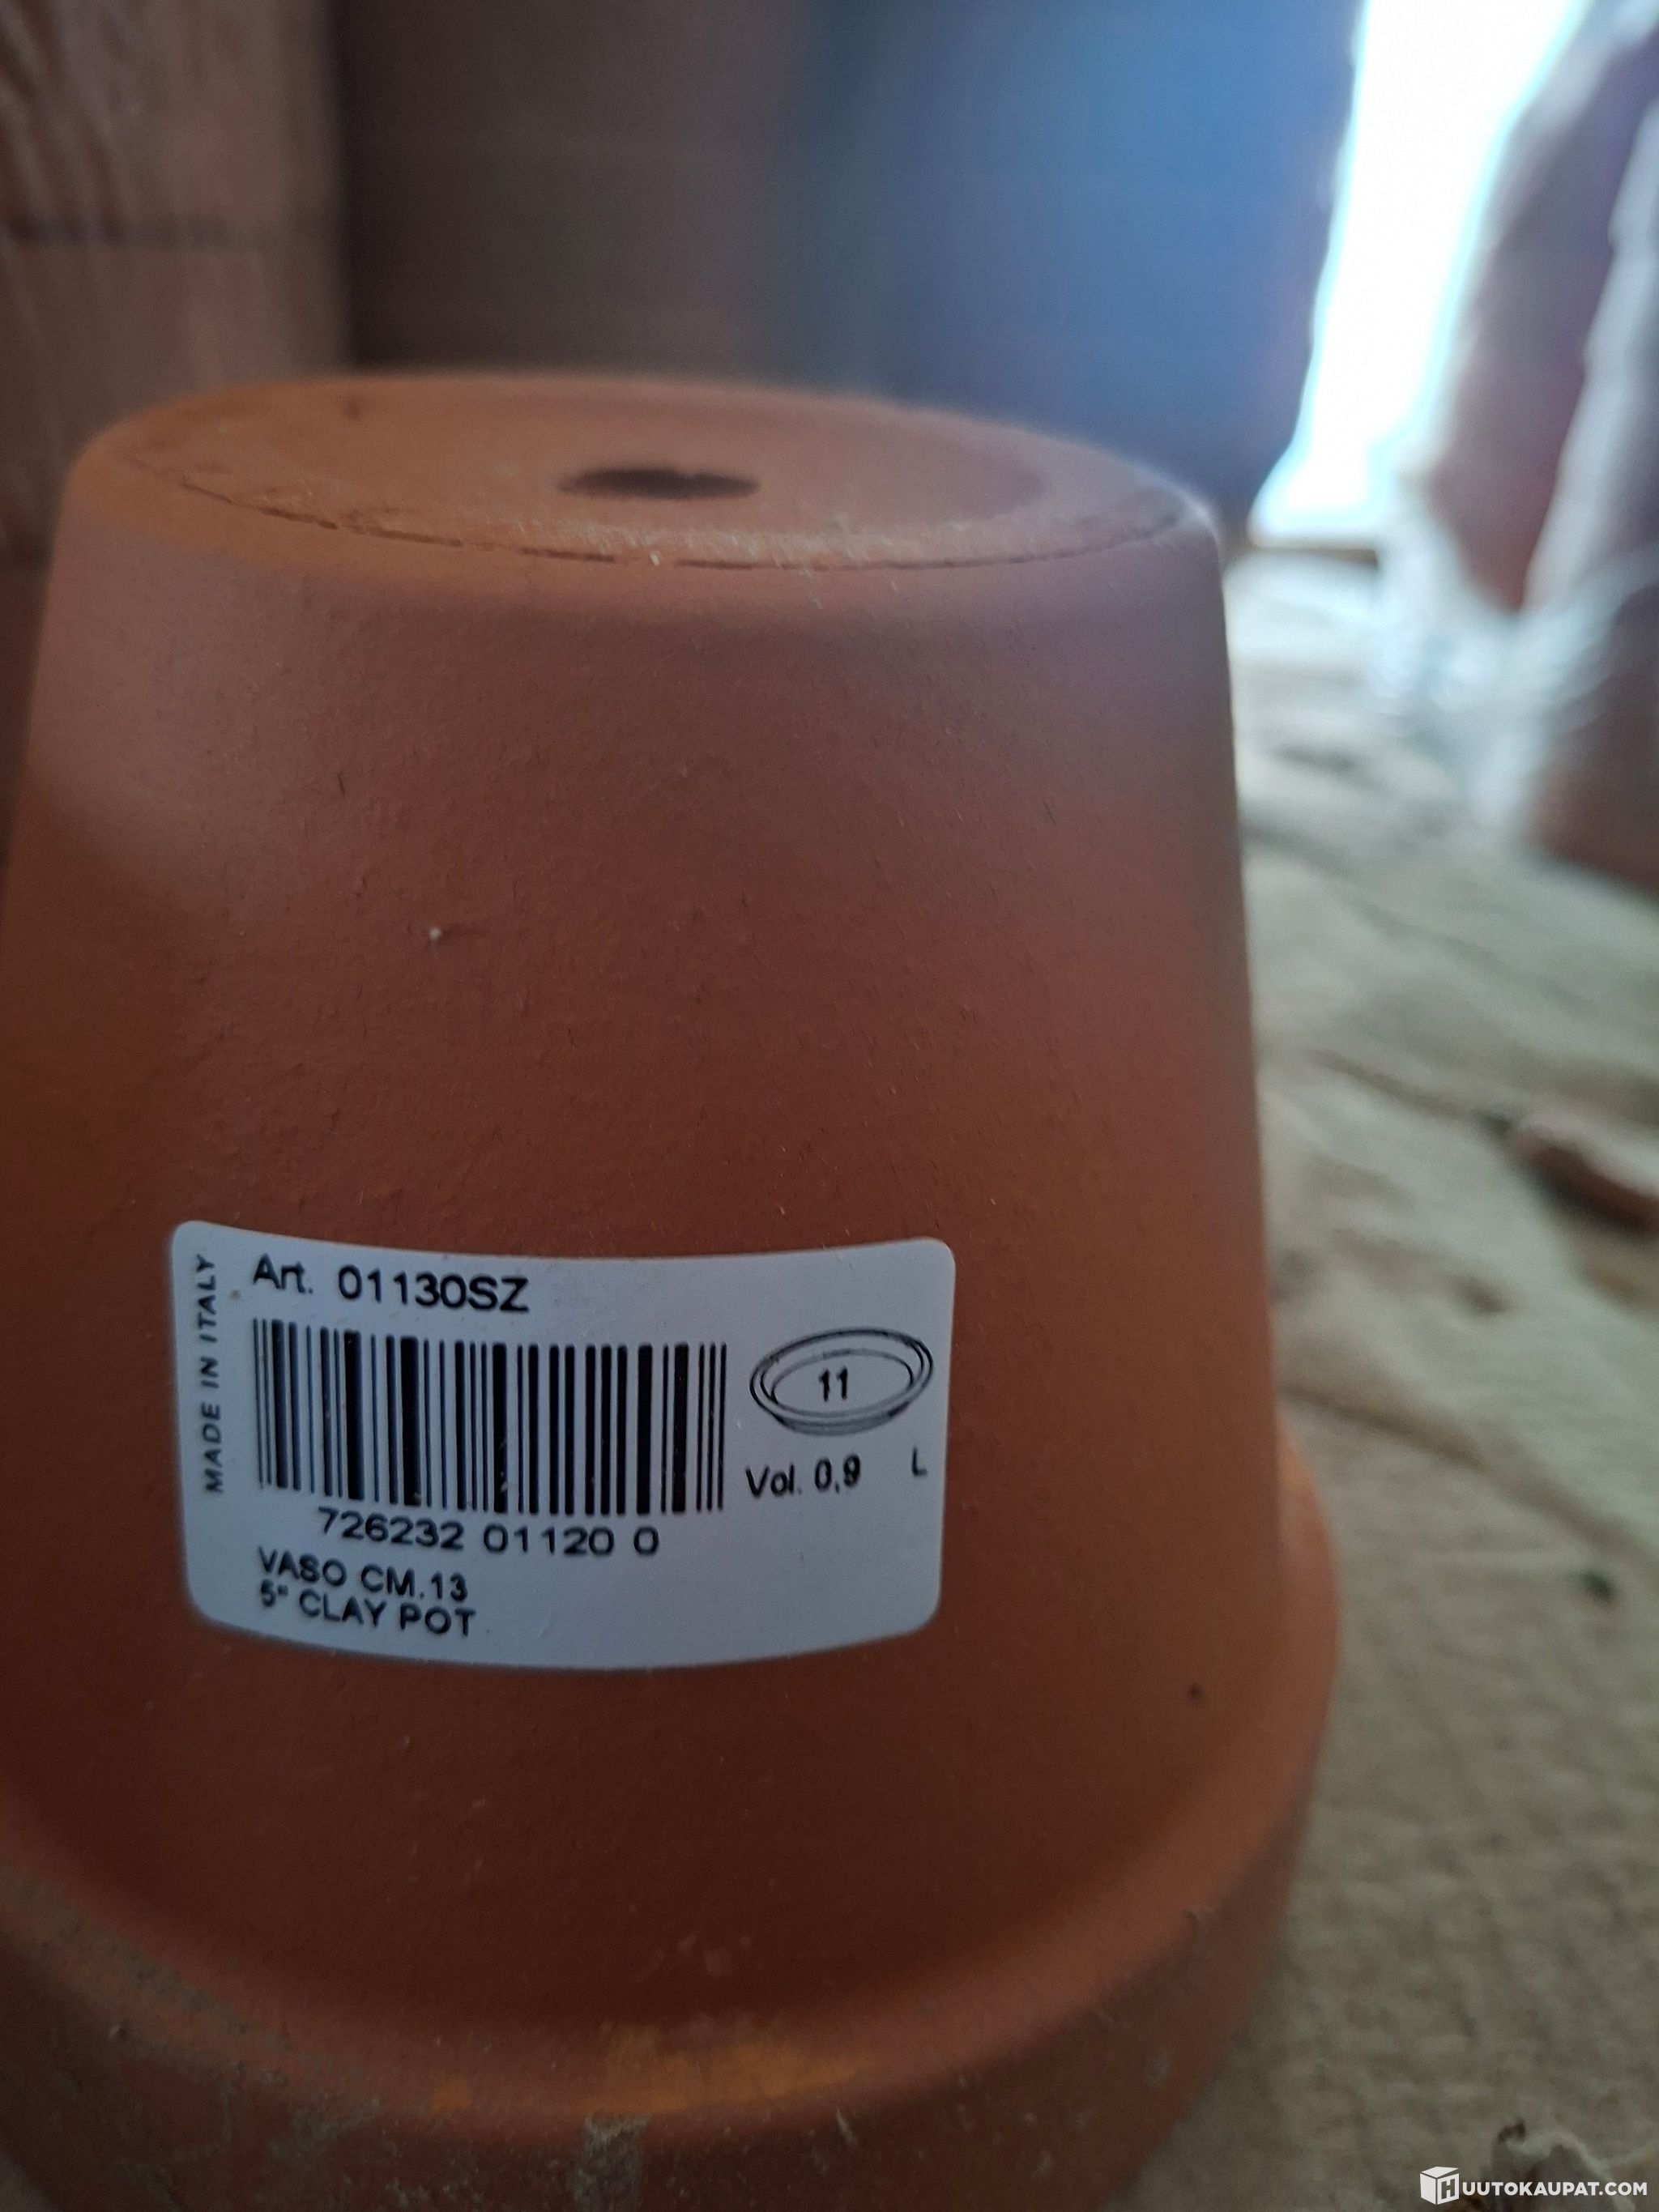 MADE IN ITALY
Art. 01130SZ
11
Vol. 0,9 L
726232 01120 0
VASO CM.13
5" CLAY POT
HUUTOKAUPAT.COM